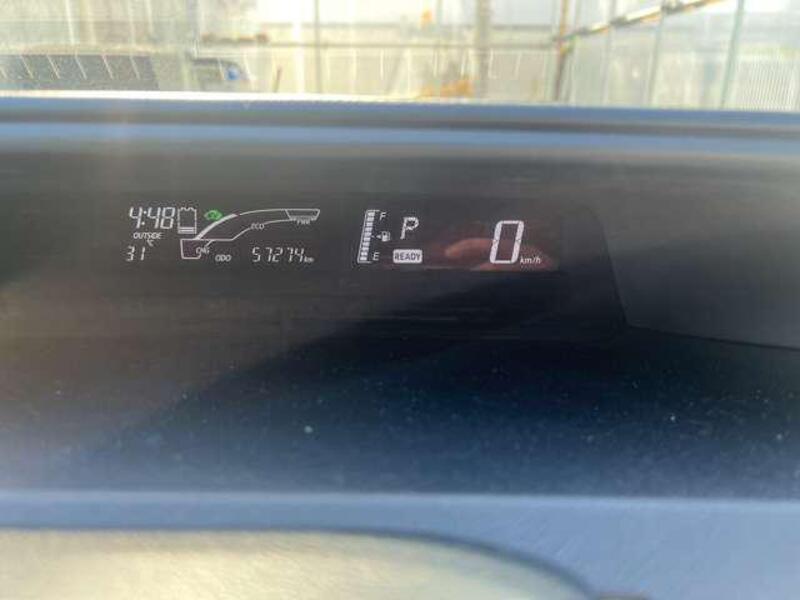 4:48
OUTSIDE
°C
31
ECO
PWR
CHG
ODO 57274 km
F
E
P
READY
0 km/h